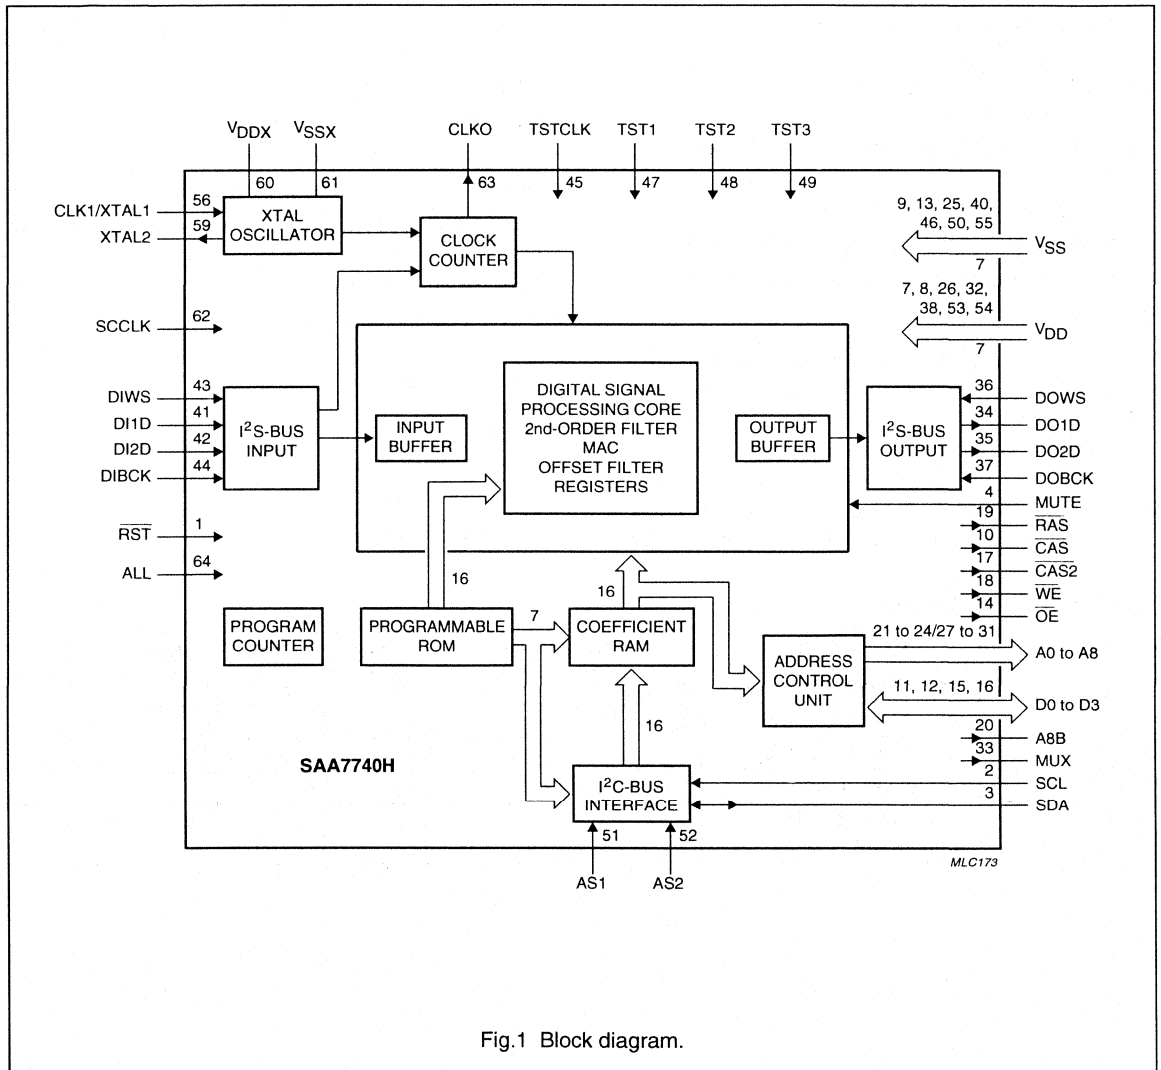 VDDX VSSX CLKO TSTCLK TST1 TST2 TST3
60 61 63 45 47 48 49
CLK1/XTAL1 56
XTAL2 59
XTAL
OSCILLATOR
CLOCK
COUNTER
9, 13, 25, 40,
46, 50, 55
VSS
7
7, 8, 26, 32,
38, 53, 54
VDD
7
SCCLK 62
DIWS 43
DI1D 41
DI2D 42
DIBCK 44
I²S-BUS
INPUT
INPUT
BUFFER
DIGITAL SIGNAL
PROCESSING CORE
2nd-ORDER FILTER
MAC
OFFSET FILTER
REGISTERS
OUTPUT
BUFFER
I²S-BUS
OUTPUT
36 DOWS
34 DO1D
35 DO2D
37 DOBCK
4 MUTE
19 R̅A̅S̅
10 C̅A̅S̅
17 C̅A̅S̅2̅
18 W̅E̅
14 O̅E̅
R̅S̅T̅ 1
ALL 64
16
16
PROGRAM
COUNTER
PROGRAMMABLE
ROM
7
COEFFICIENT
RAM
ADDRESS
CONTROL
UNIT
21 to 24/27 to 31
A0 to A8
11, 12, 15, 16
D0 to D3
16
20 A8B
33 MUX
2 SCL
3 SDA
SAA7740H
I²C-BUS
INTERFACE
51 52
AS1 AS2
MLC173
Fig.1 Block diagram.